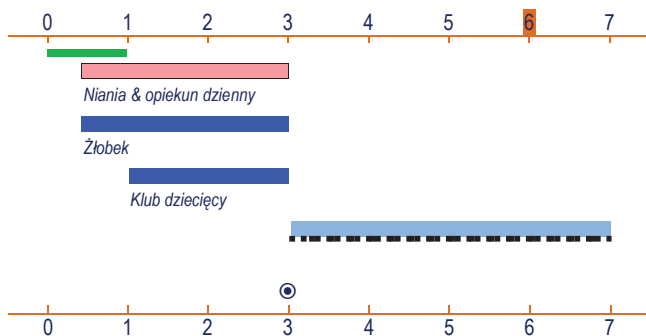 0 1 2 3 4 5 6 7
Niania & opiekun dzienny
Żłobek
Klub dziecięcy
0 1 2 3 4 5 6 7